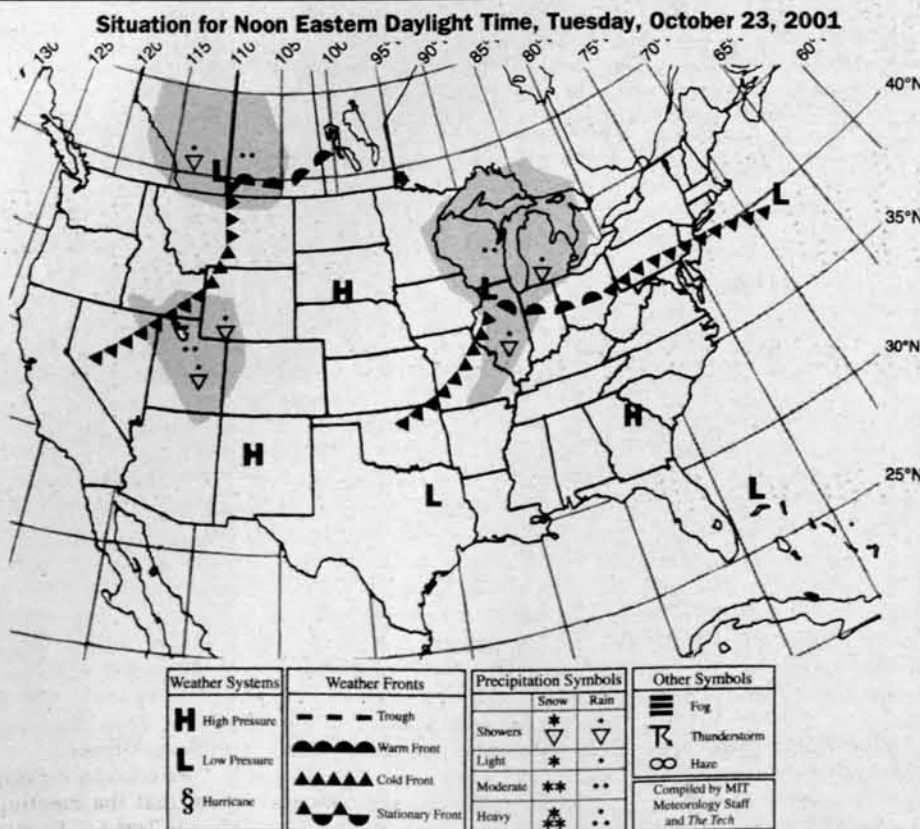 Situation for Noon Eastern Daylight Time, Tuesday, October 23, 2001
130 125 120 115 110 105 100 95° 90° 85° 80° 75° 70° 65° 60°
40°N
35°N
30°N
25°N
L
L
H
L
H
H
L
L
Weather Systems
H High Pressure
L Low Pressure
Hurricane
Weather Fronts
Trough
Warm Front
Cold Front
Stationary Front
Precipitation Symbols
Snow Rain
Showers
Light
Moderate
Heavy
Other Symbols
Fog
Thunderstorm
Haze
Compiled by MIT
Meteorology Staff
and The Tech